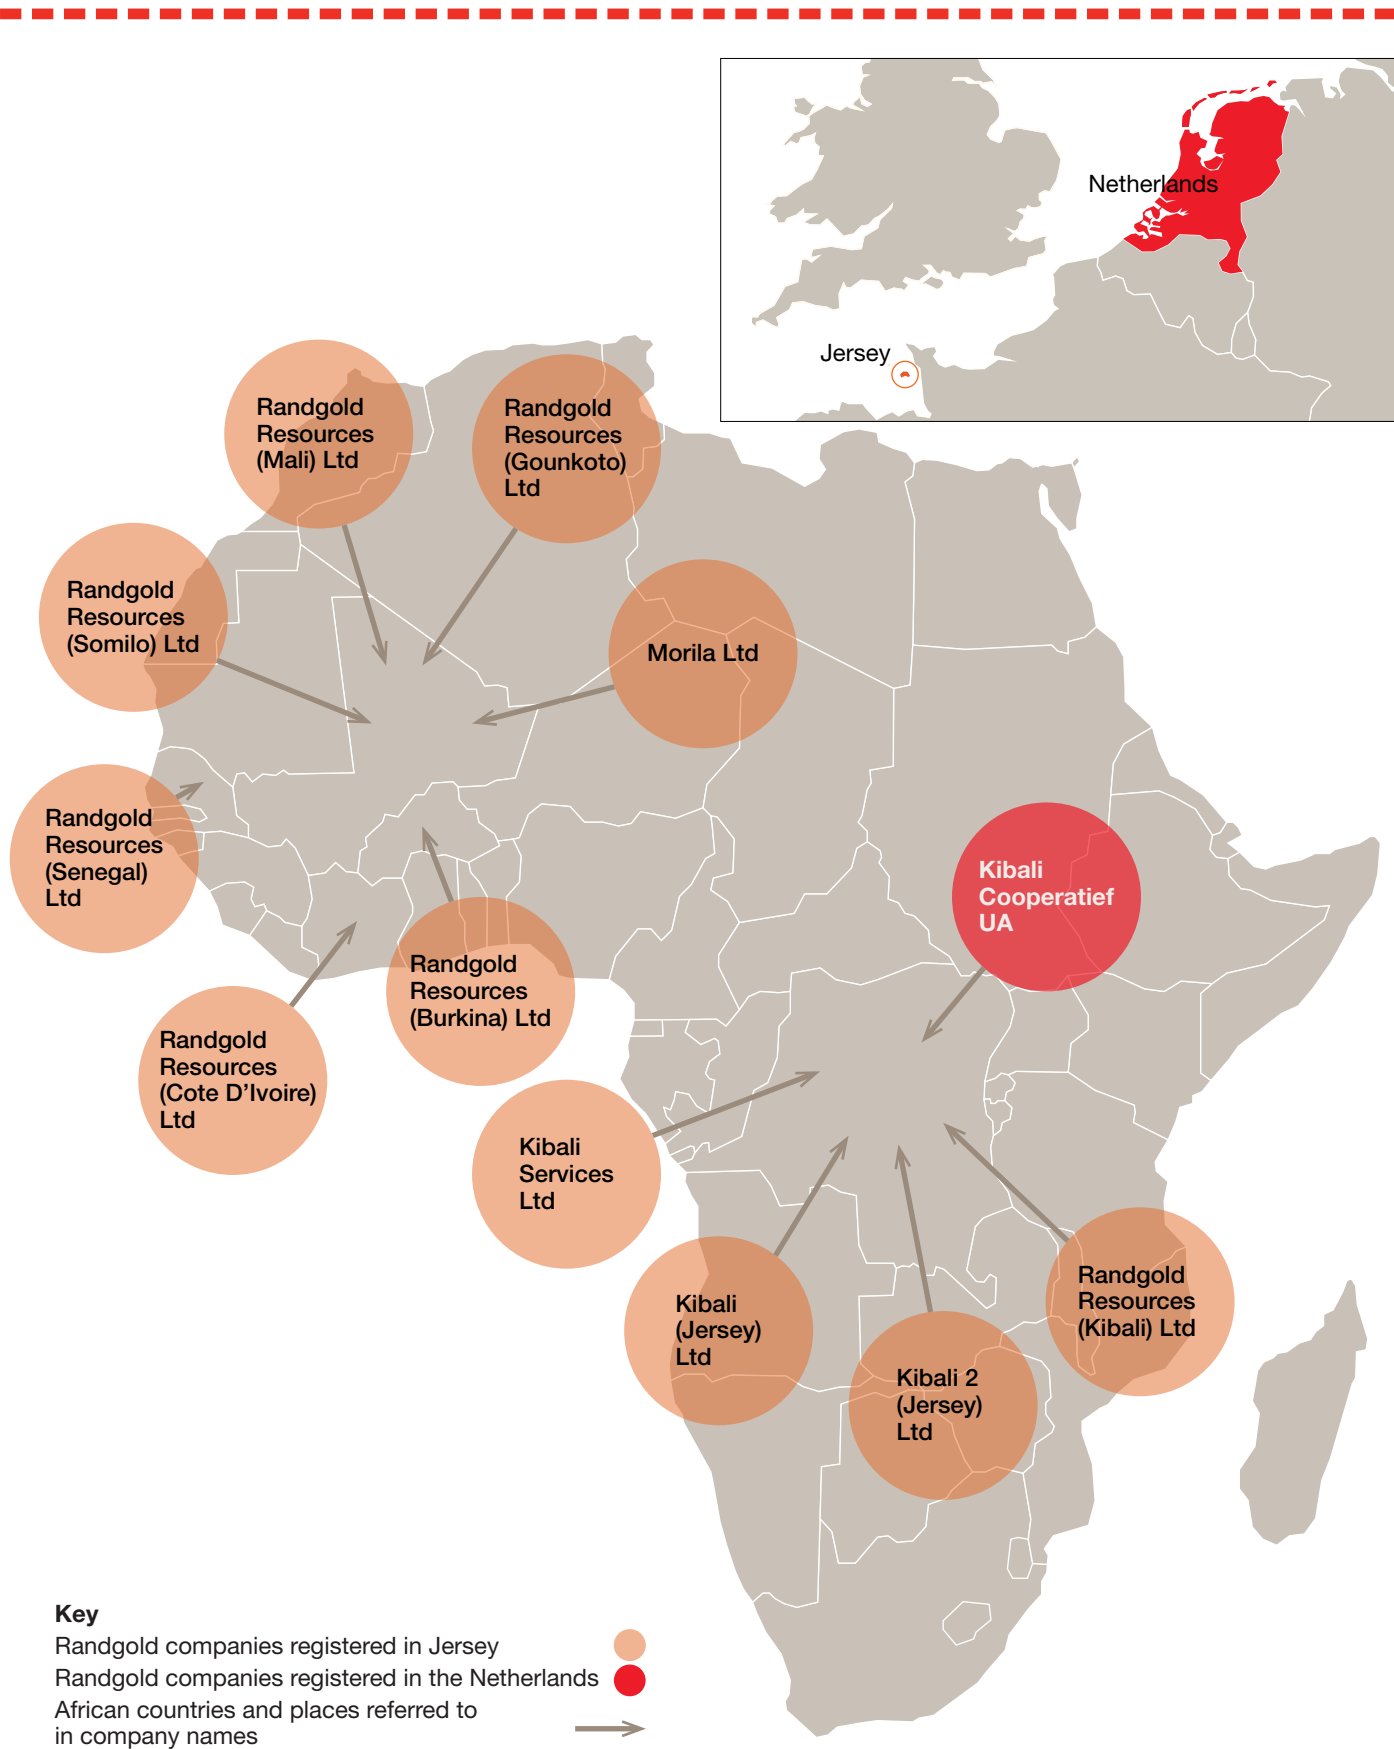 Netherlands
Jersey
Randgold
Resources
(Mali) Ltd
Randgold
Resources
(Gounkoto)
Ltd
Randgold
Resources
(Somilo) Ltd
Morila Ltd
Randgold
Resources
(Senegal)
Ltd
Kibali
Cooperatief
UA
Randgold
Resources
(Burkina) Ltd
Randgold
Resources
(Cote D’Ivoire)
Ltd
Kibali
Services
Ltd
Kibali
(Jersey)
Ltd
Kibali 2
(Jersey)
Ltd
Randgold
Resources
(Kibali) Ltd
Key
Randgold companies registered in Jersey
Randgold companies registered in the Netherlands
African countries and places referred to
in company names